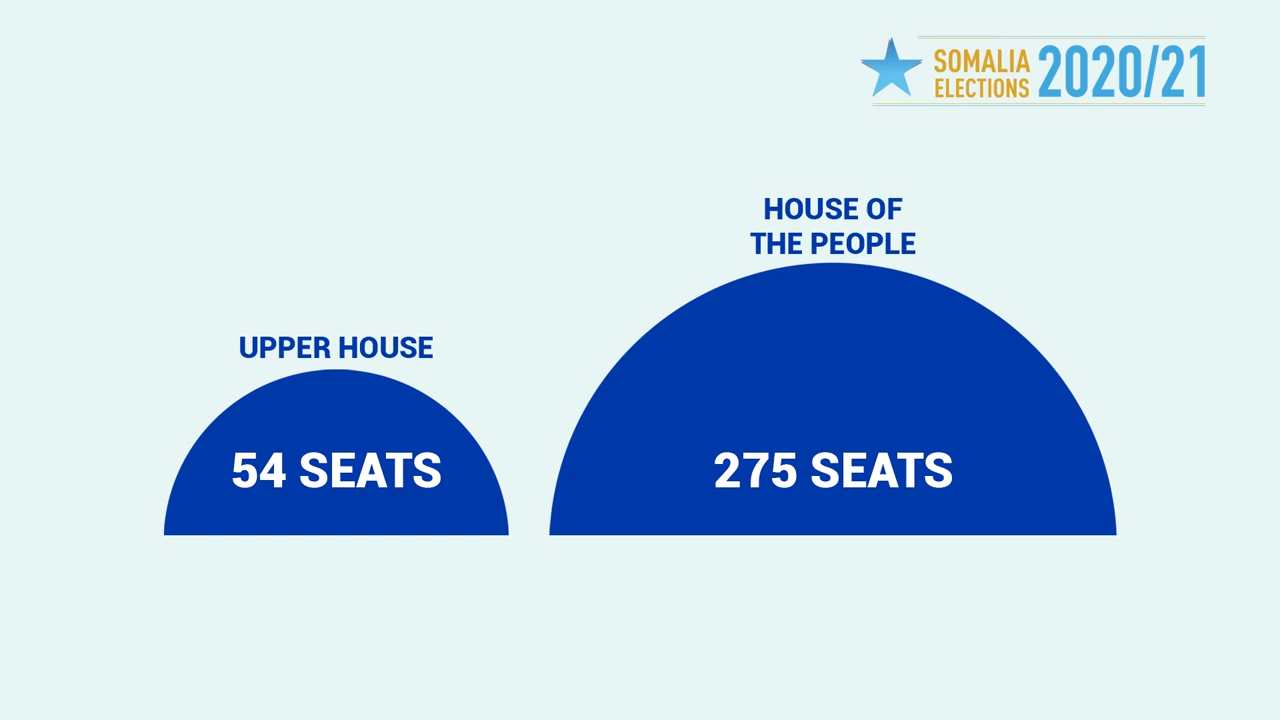 SOMALIA
ELECTIONS 2020/21
HOUSE OF
THE PEOPLE
UPPER HOUSE
54 SEATS
275 SEATS